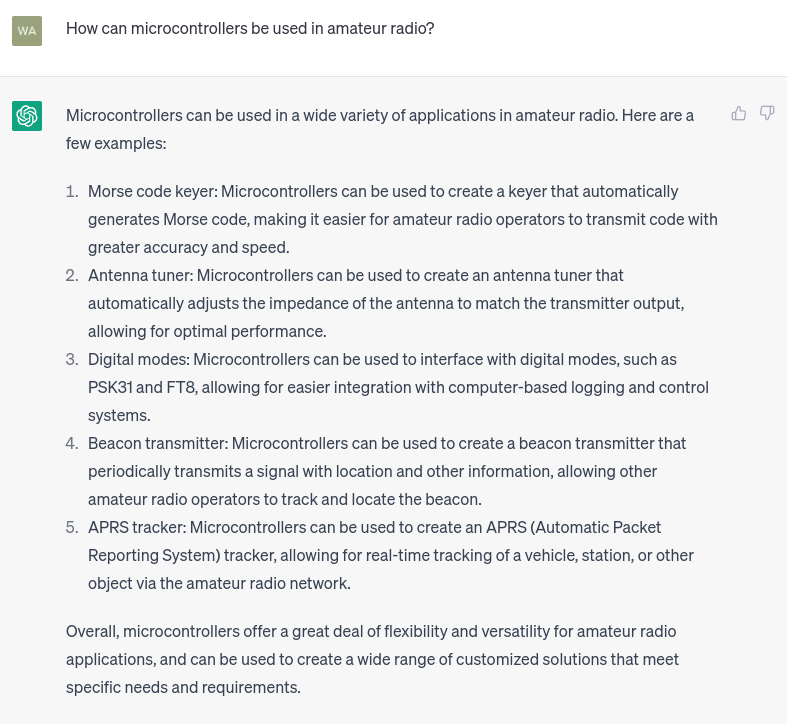 WA
How can microcontrollers be used in amateur radio?
Microcontrollers can be used in a wide variety of applications in amateur radio. Here are a
few examples:
1. Morse code keyer: Microcontrollers can be used to create a keyer that automatically
generates Morse code, making it easier for amateur radio operators to transmit code with
greater accuracy and speed.
2. Antenna tuner: Microcontrollers can be used to create an antenna tuner that
automatically adjusts the impedance of the antenna to match the transmitter output,
allowing for optimal performance.
3. Digital modes: Microcontrollers can be used to interface with digital modes, such as
PSK31 and FT8, allowing for easier integration with computer-based logging and control
systems.
4. Beacon transmitter: Microcontrollers can be used to create a beacon transmitter that
periodically transmits a signal with location and other information, allowing other
amateur radio operators to track and locate the beacon.
5. APRS tracker: Microcontrollers can be used to create an APRS (Automatic Packet
Reporting System) tracker, allowing for real-time tracking of a vehicle, station, or other
object via the amateur radio network.
Overall, microcontrollers offer a great deal of flexibility and versatility for amateur radio
applications, and can be used to create a wide range of customized solutions that meet
specific needs and requirements.